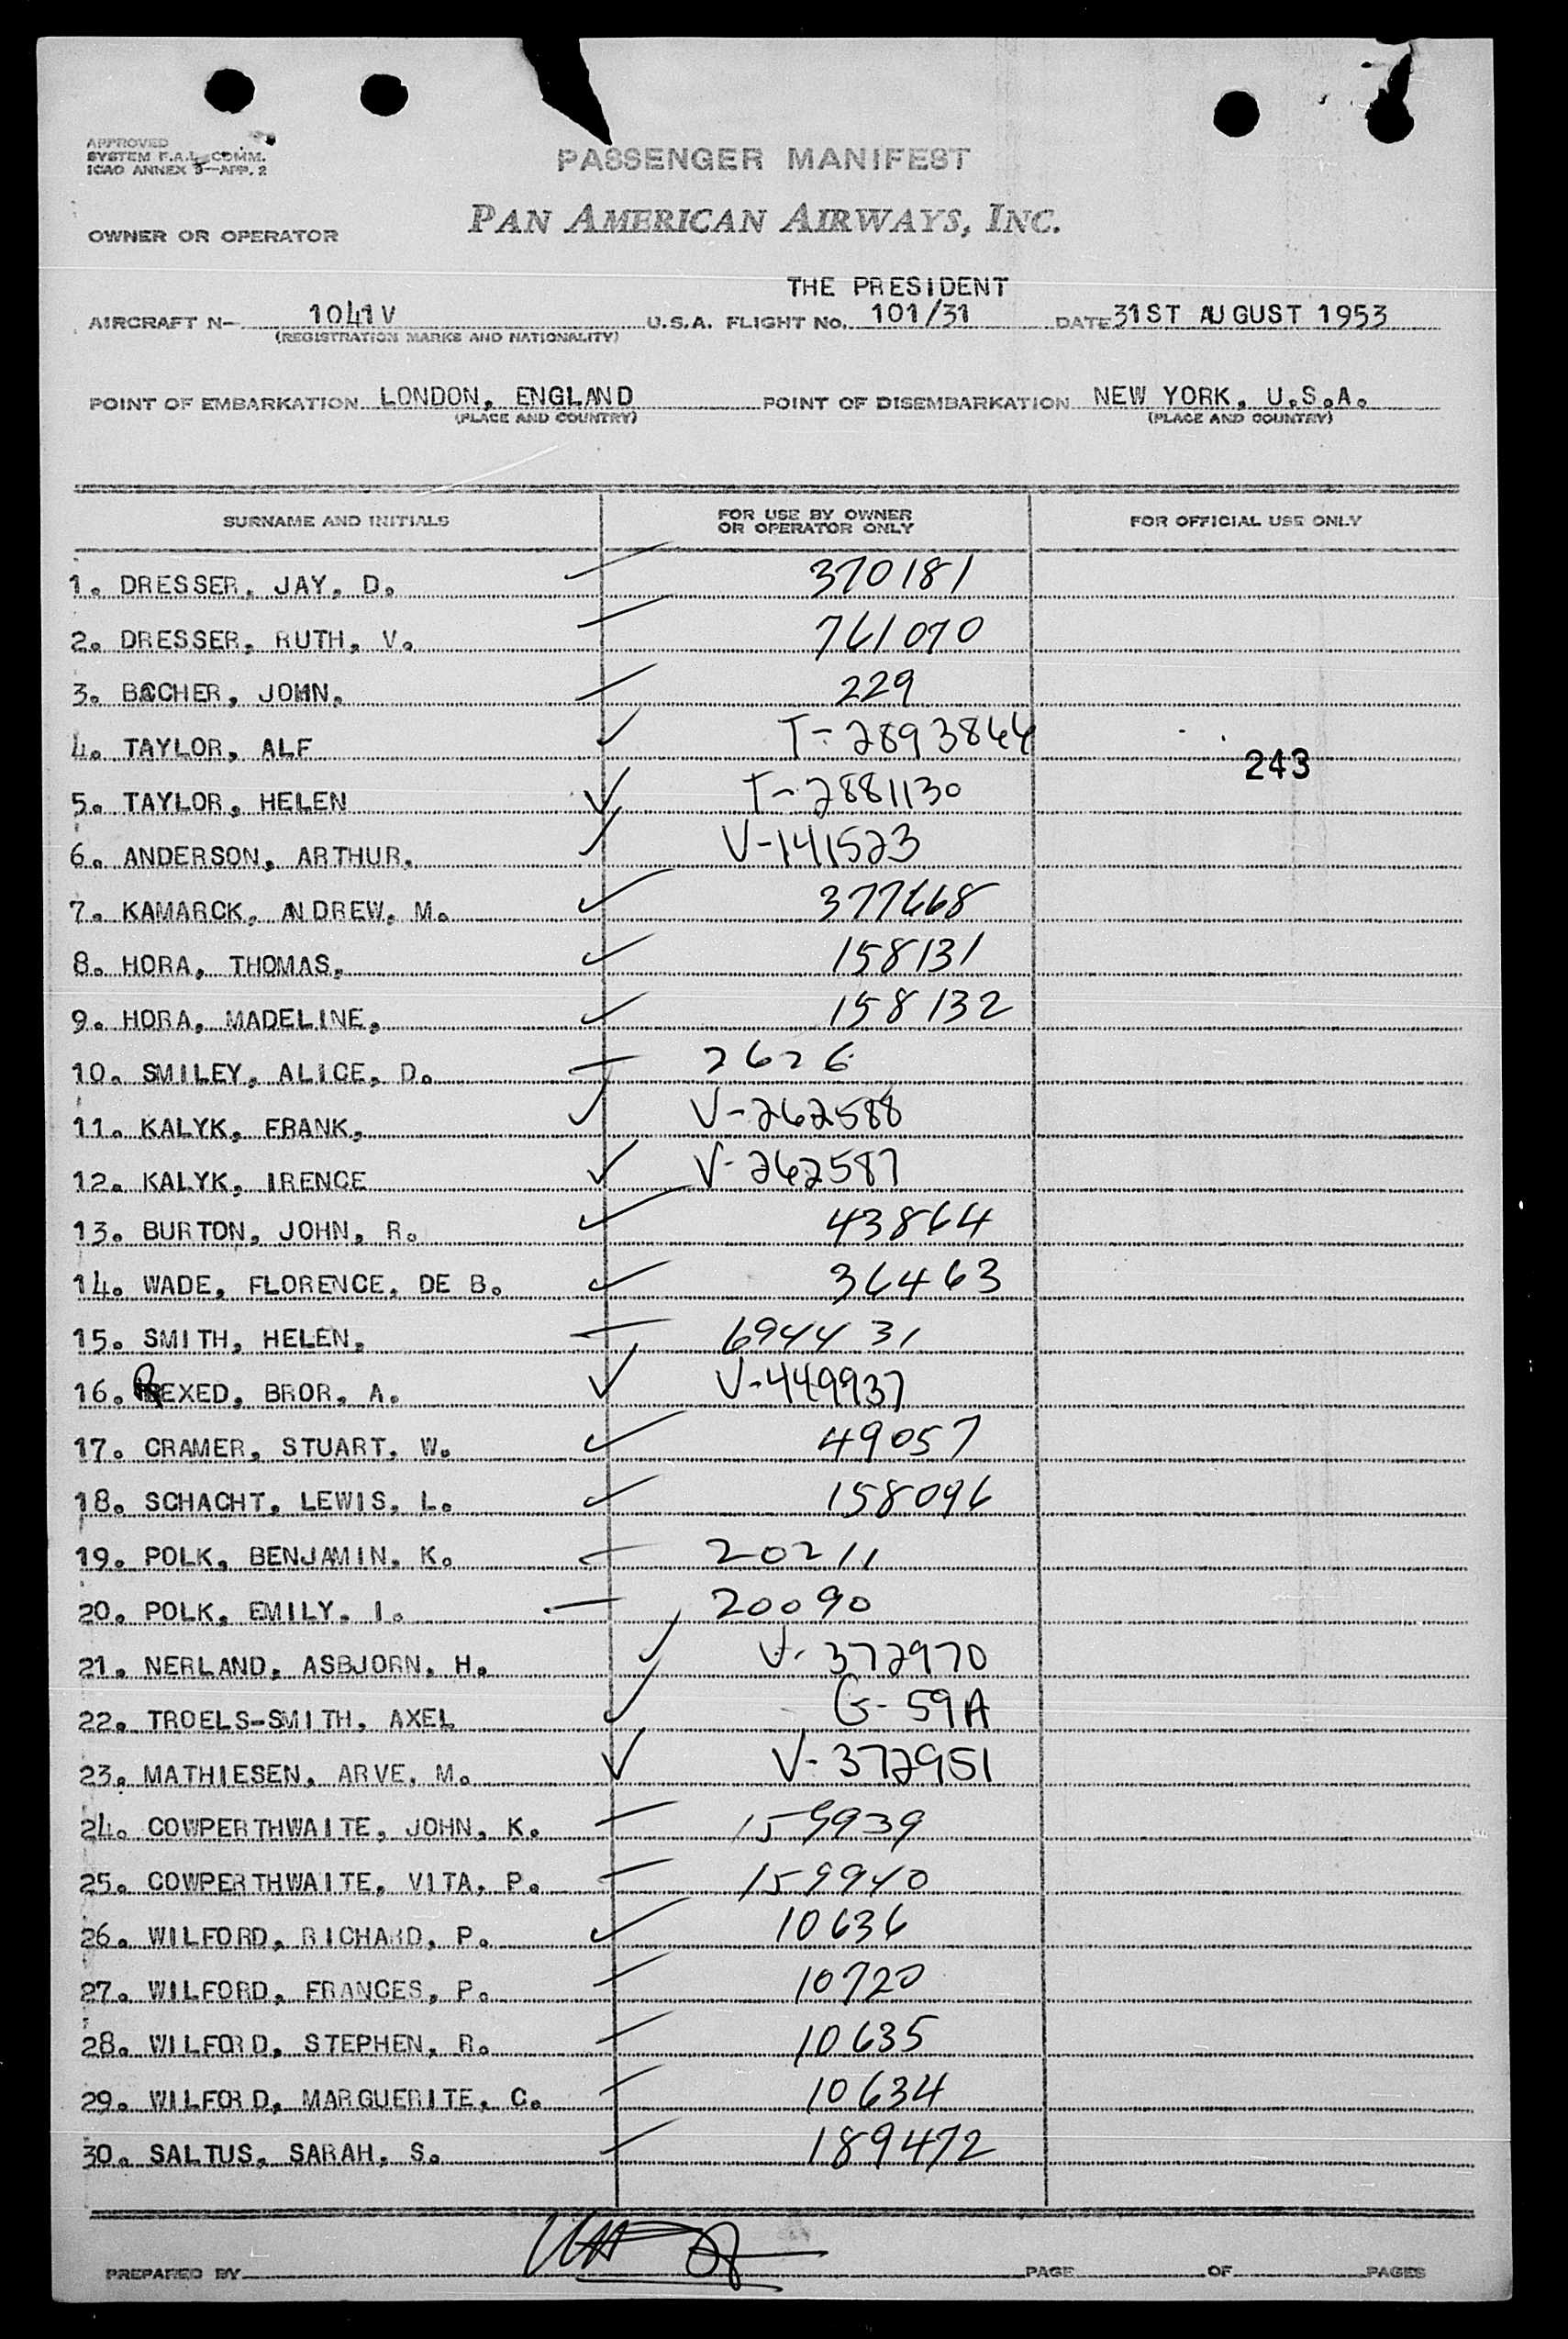 APPROVED
SYSTEM F.A.L. COMM.
ICAO ANNEX 9—APP. 2
PASSENGER MANIFEST
OWNER OR OPERATOR PAN AMERICAN AIRWAYS, INC.
THE PRESIDENT
AIRCRAFT N- 1041V U.S.A. FLIGHT No. 101/31 DATE 31ST AUGUST 1953
(REGISTRATION MARKS AND NATIONALITY)
POINT OF EMBARKATION LONDON, ENGLAND POINT OF DISEMBARKATION NEW YORK, U.S.A.
(PLACE AND COUNTRY) (PLACE AND COUNTRY)
SURNAME AND INITIALS FOR USE BY OWNER OR OPERATOR ONLY FOR OFFICIAL USE ONLY
1. DRESSER, JAY, D. 370181
2. DRESSER, RUTH, V. 761070
3. JOHN, 229
4. TAYLOR, ALF T-2893844
243
5. TAYLOR, HELEN T-2881130
6. ANDERSON, ARTHUR, V-141523
7. KAMARCK, ANDREW, M. 377668
8. HORA, THOMAS, 158131
9. HORA, MADELINE, 158132
10. SMILEY, ALICE, D. 2626
11. KALYK, FRANK, V-262588
12. KALYK, IRENCE V-262587
13. BURTON, JOHN, R. 43864
14. WADE, FLORENCE, DE B. 36463
15. SMITH, HELEN, 694431
16. REXED, BROR, A. V-449937
17. CRAMER, STUART, W. 49057
18. SCHACHT, LEWIS, L. 158096
19. POLK, BENJAMIN, K. 20211
20. POLK, EMILY, I. 20090
21. NERLAND, ASBJORN, H. V-372970
22. TROELS-SMITH, AXEL G-59A
23. MATHIESEN, ARVE, M. V-372951
24. COWPERTHWAITE, JOHN, K. 159939
25. COWPERTHWAITE, VITA, P. 159940
26. WILFORD, RICHARD, P. 10636
27. WILFORD, FRANCES, P. 10720
28. WILFORD, STEPHEN, R. 10635
29. WILFORD, MARGUERITE, C. 10634
30. SALTUS, SARAH, S. 189472
PREPARED BY PAGE OF PAGES